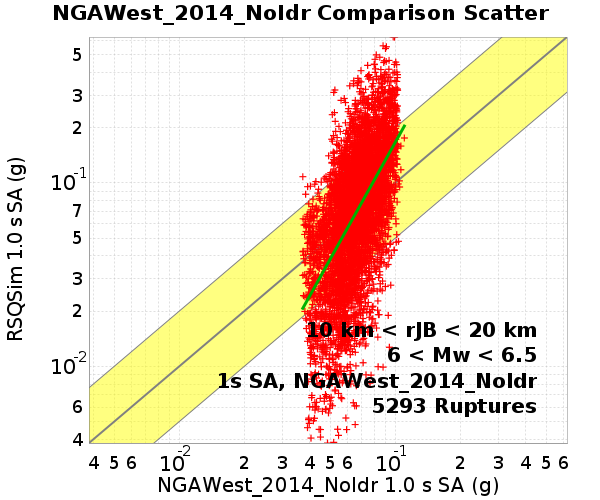 NGAWest_2014_NoIdr Comparison Scatter
RSQSim 1.0 s SA (g)
5
3
2
10-1
7
5
3
2
10-2
6
4
10 km < rJB < 20 km
6 < Mw < 6.5
1s SA, NGAWest_2014_NoIdr
5293 Ruptures
4 5 6 10-2 2 3 4 5 6 10-1 2 3 4 5 6
NGAWest_2014_NoIdr 1.0 s SA (g)